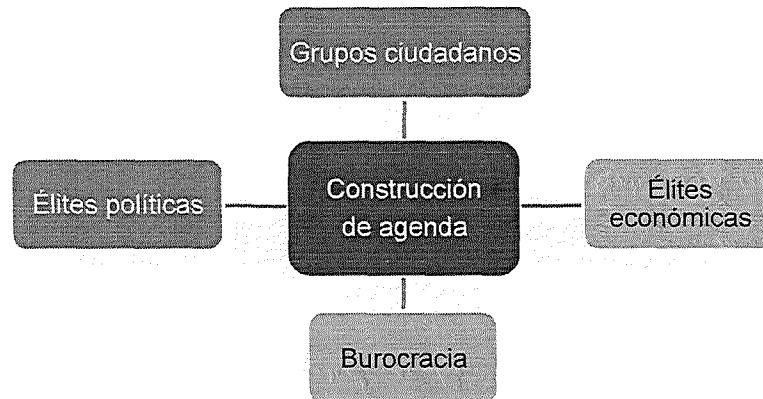 Grupos ciudadanos
Élites políticas
Construcción
de agenda
Élites
económicas
Burocracia